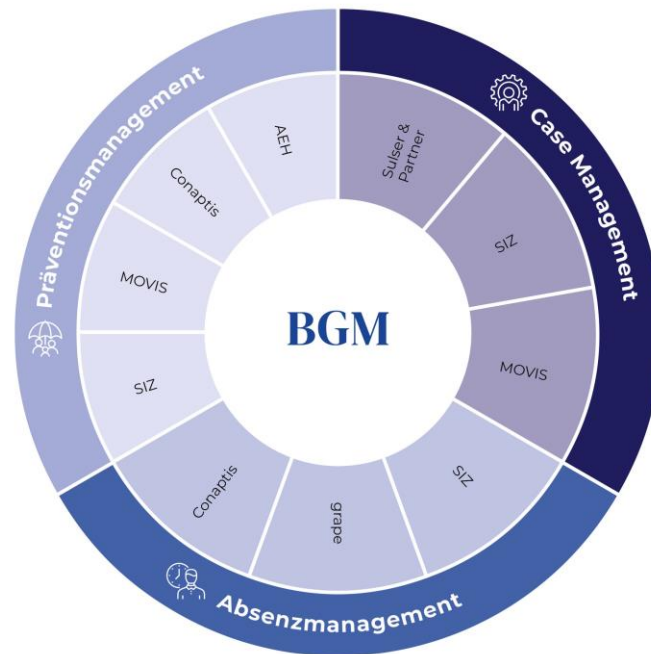 Präventionsmanagement
Case Management
Absenzmanagement
AEH
Conaptis
MOVIS
SIZ
Sulser &
Partner
SIZ
MOVIS
SIZ
grape
Conaptis
BGM